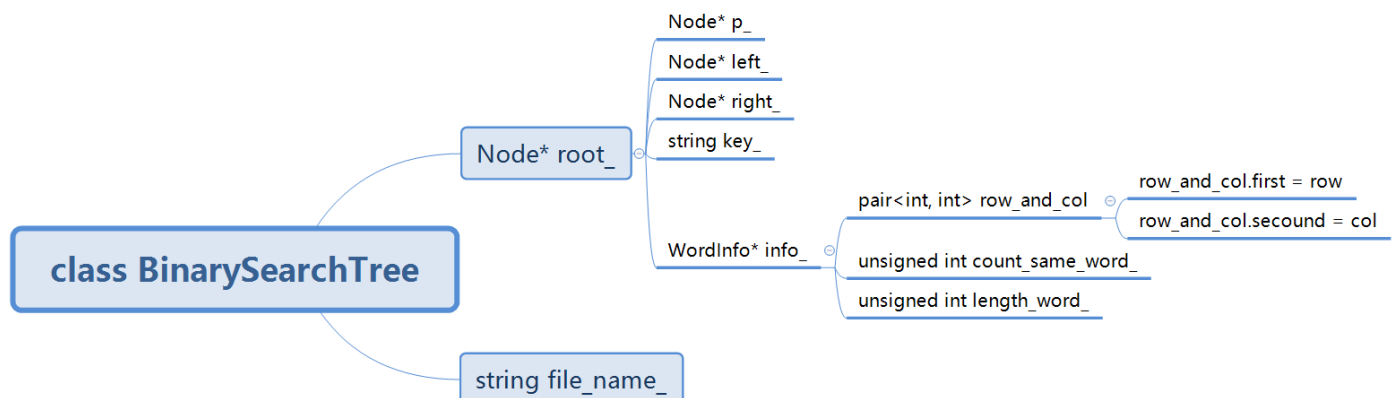 class BinarySearchTree
Node* root_
Node* p_
Node* left_
Node* right_
string key_
WordInfo* info_
pair<int, int> row_and_col
row_and_col.first = row
row_and_col.secound = col
unsigned int count_same_word_
unsigned int length_word_
string file_name_